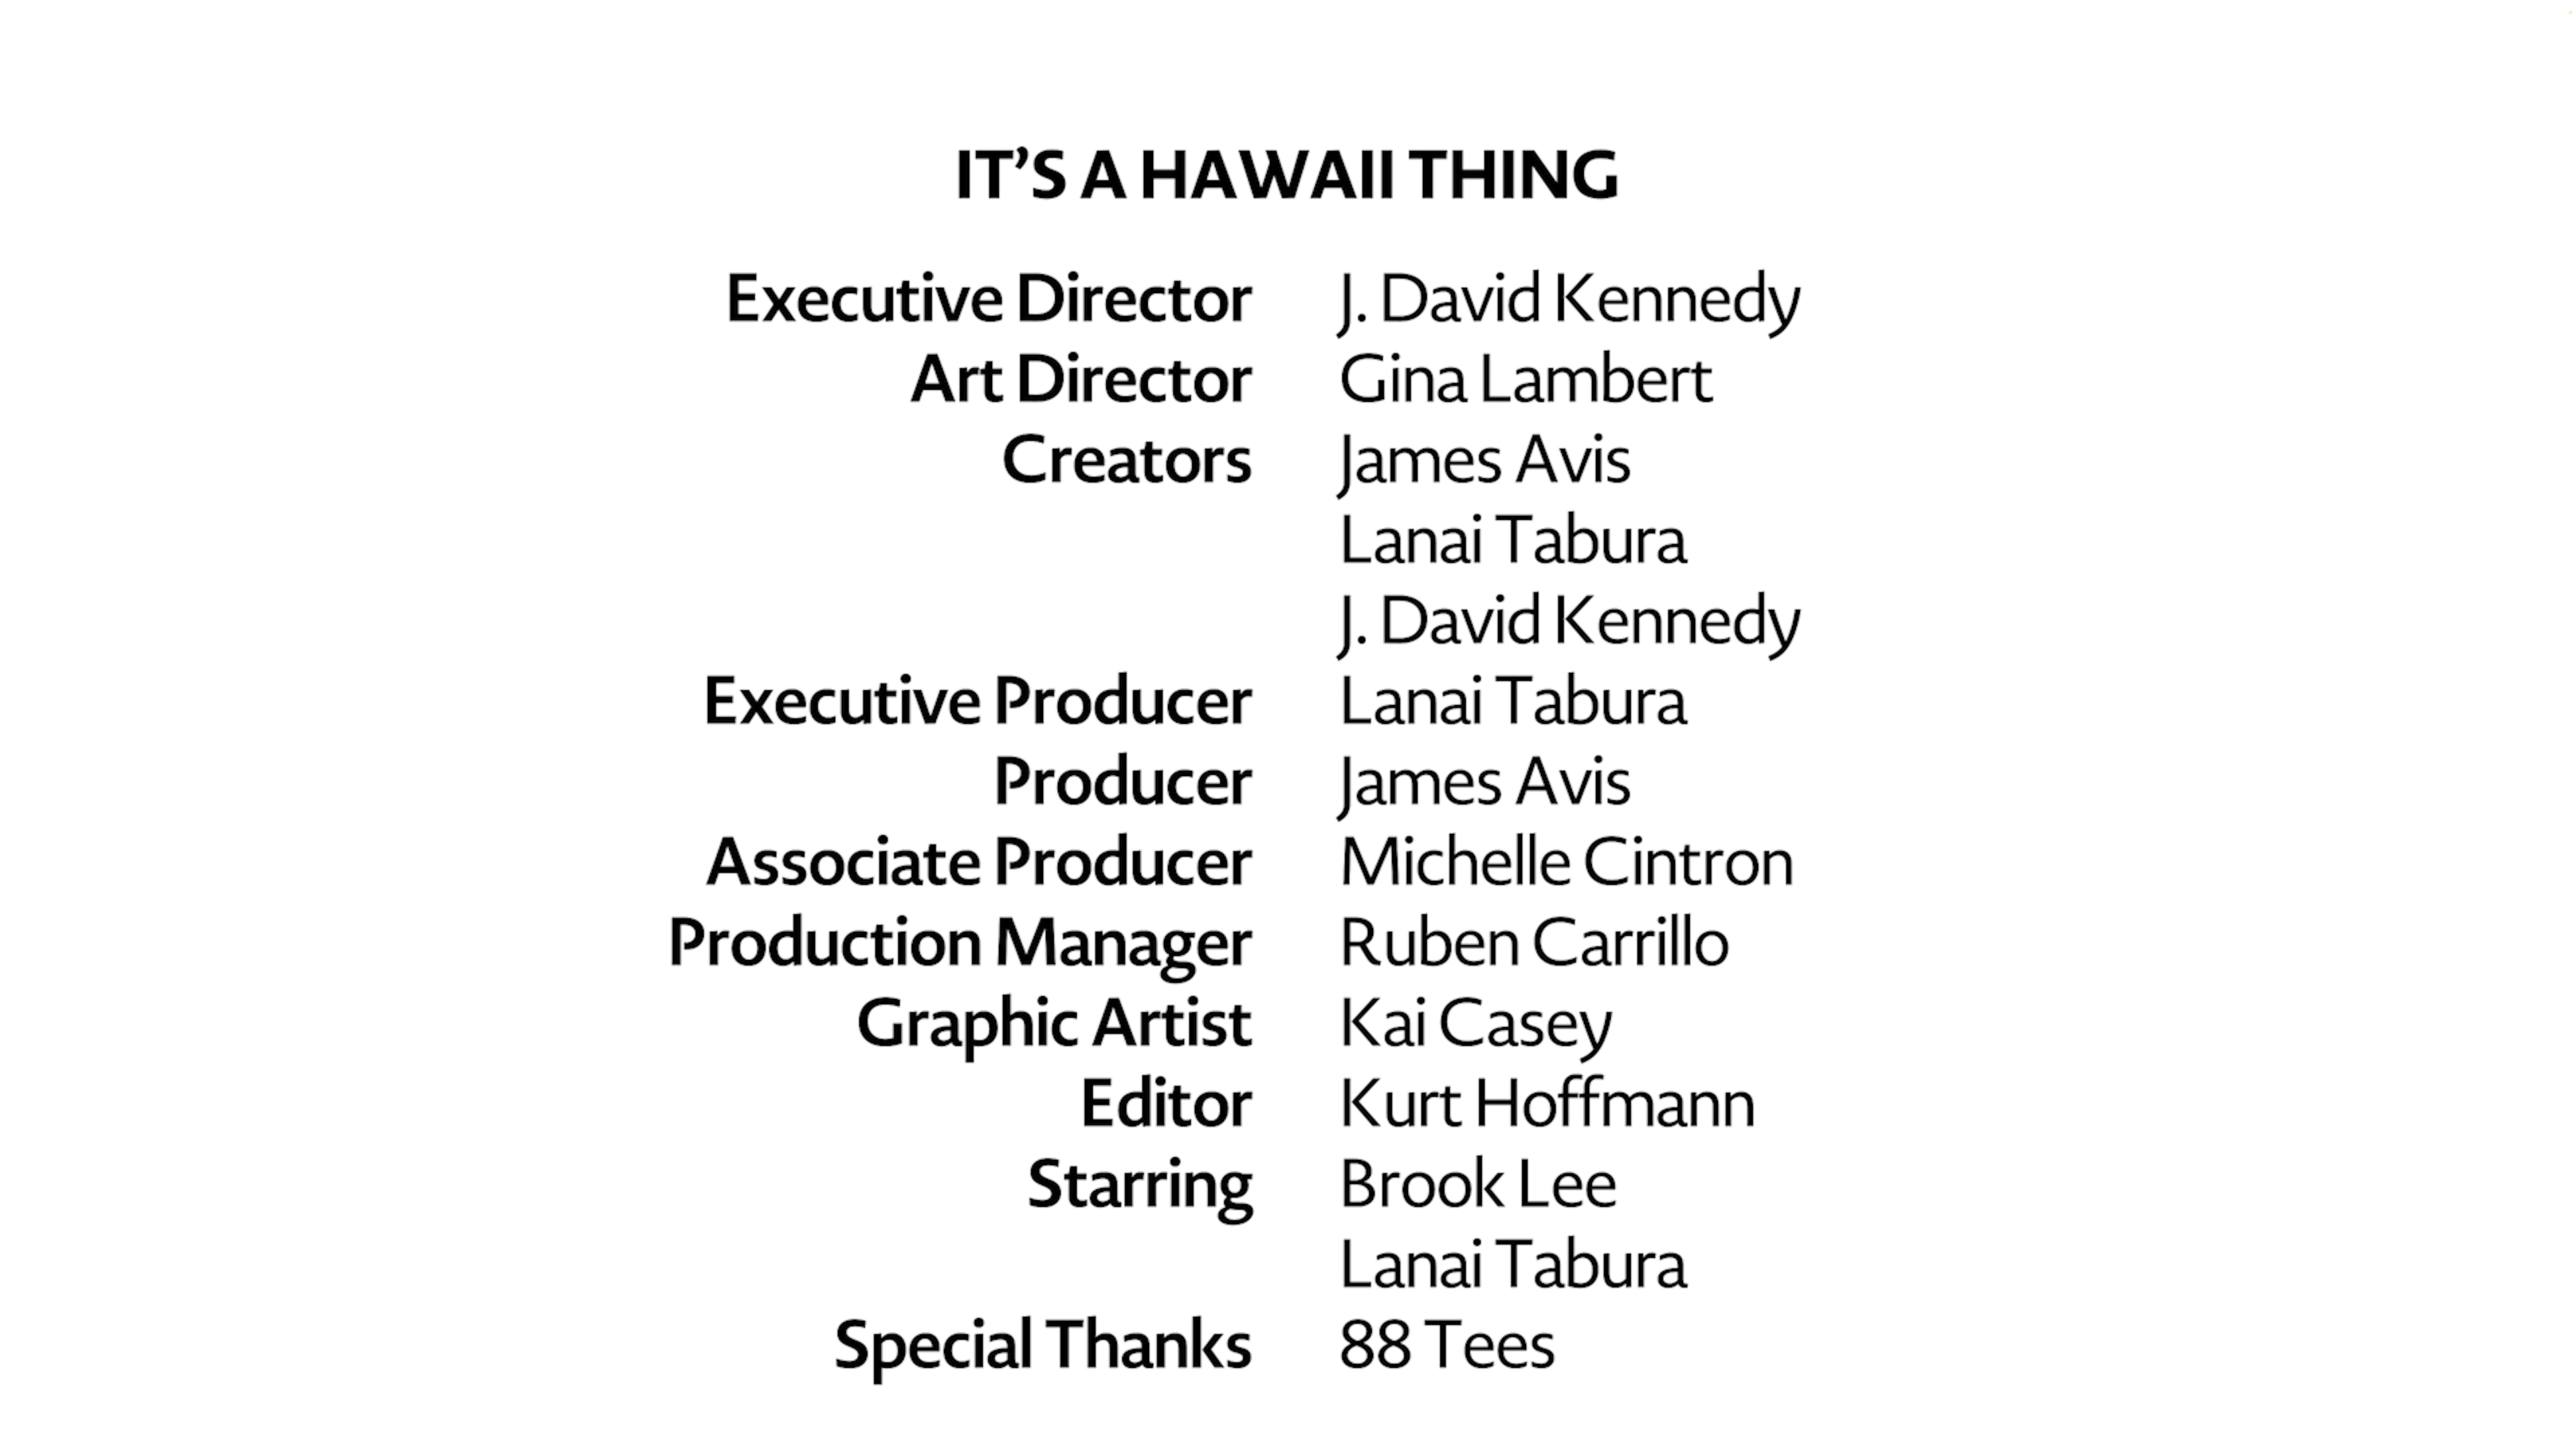 IT’S A HAWAII THING
Executive Director J. David Kennedy
Art Director Gina Lambert
Creators James Avis
Lanai Tabura
J. David Kennedy
Executive Producer Lanai Tabura
Producer James Avis
Associate Producer Michelle Cintron
Production Manager Ruben Carrillo
Graphic Artist Kai Casey
Editor Kurt Hoffmann
Starring Brook Lee
Lanai Tabura
Special Thanks 88 Tees